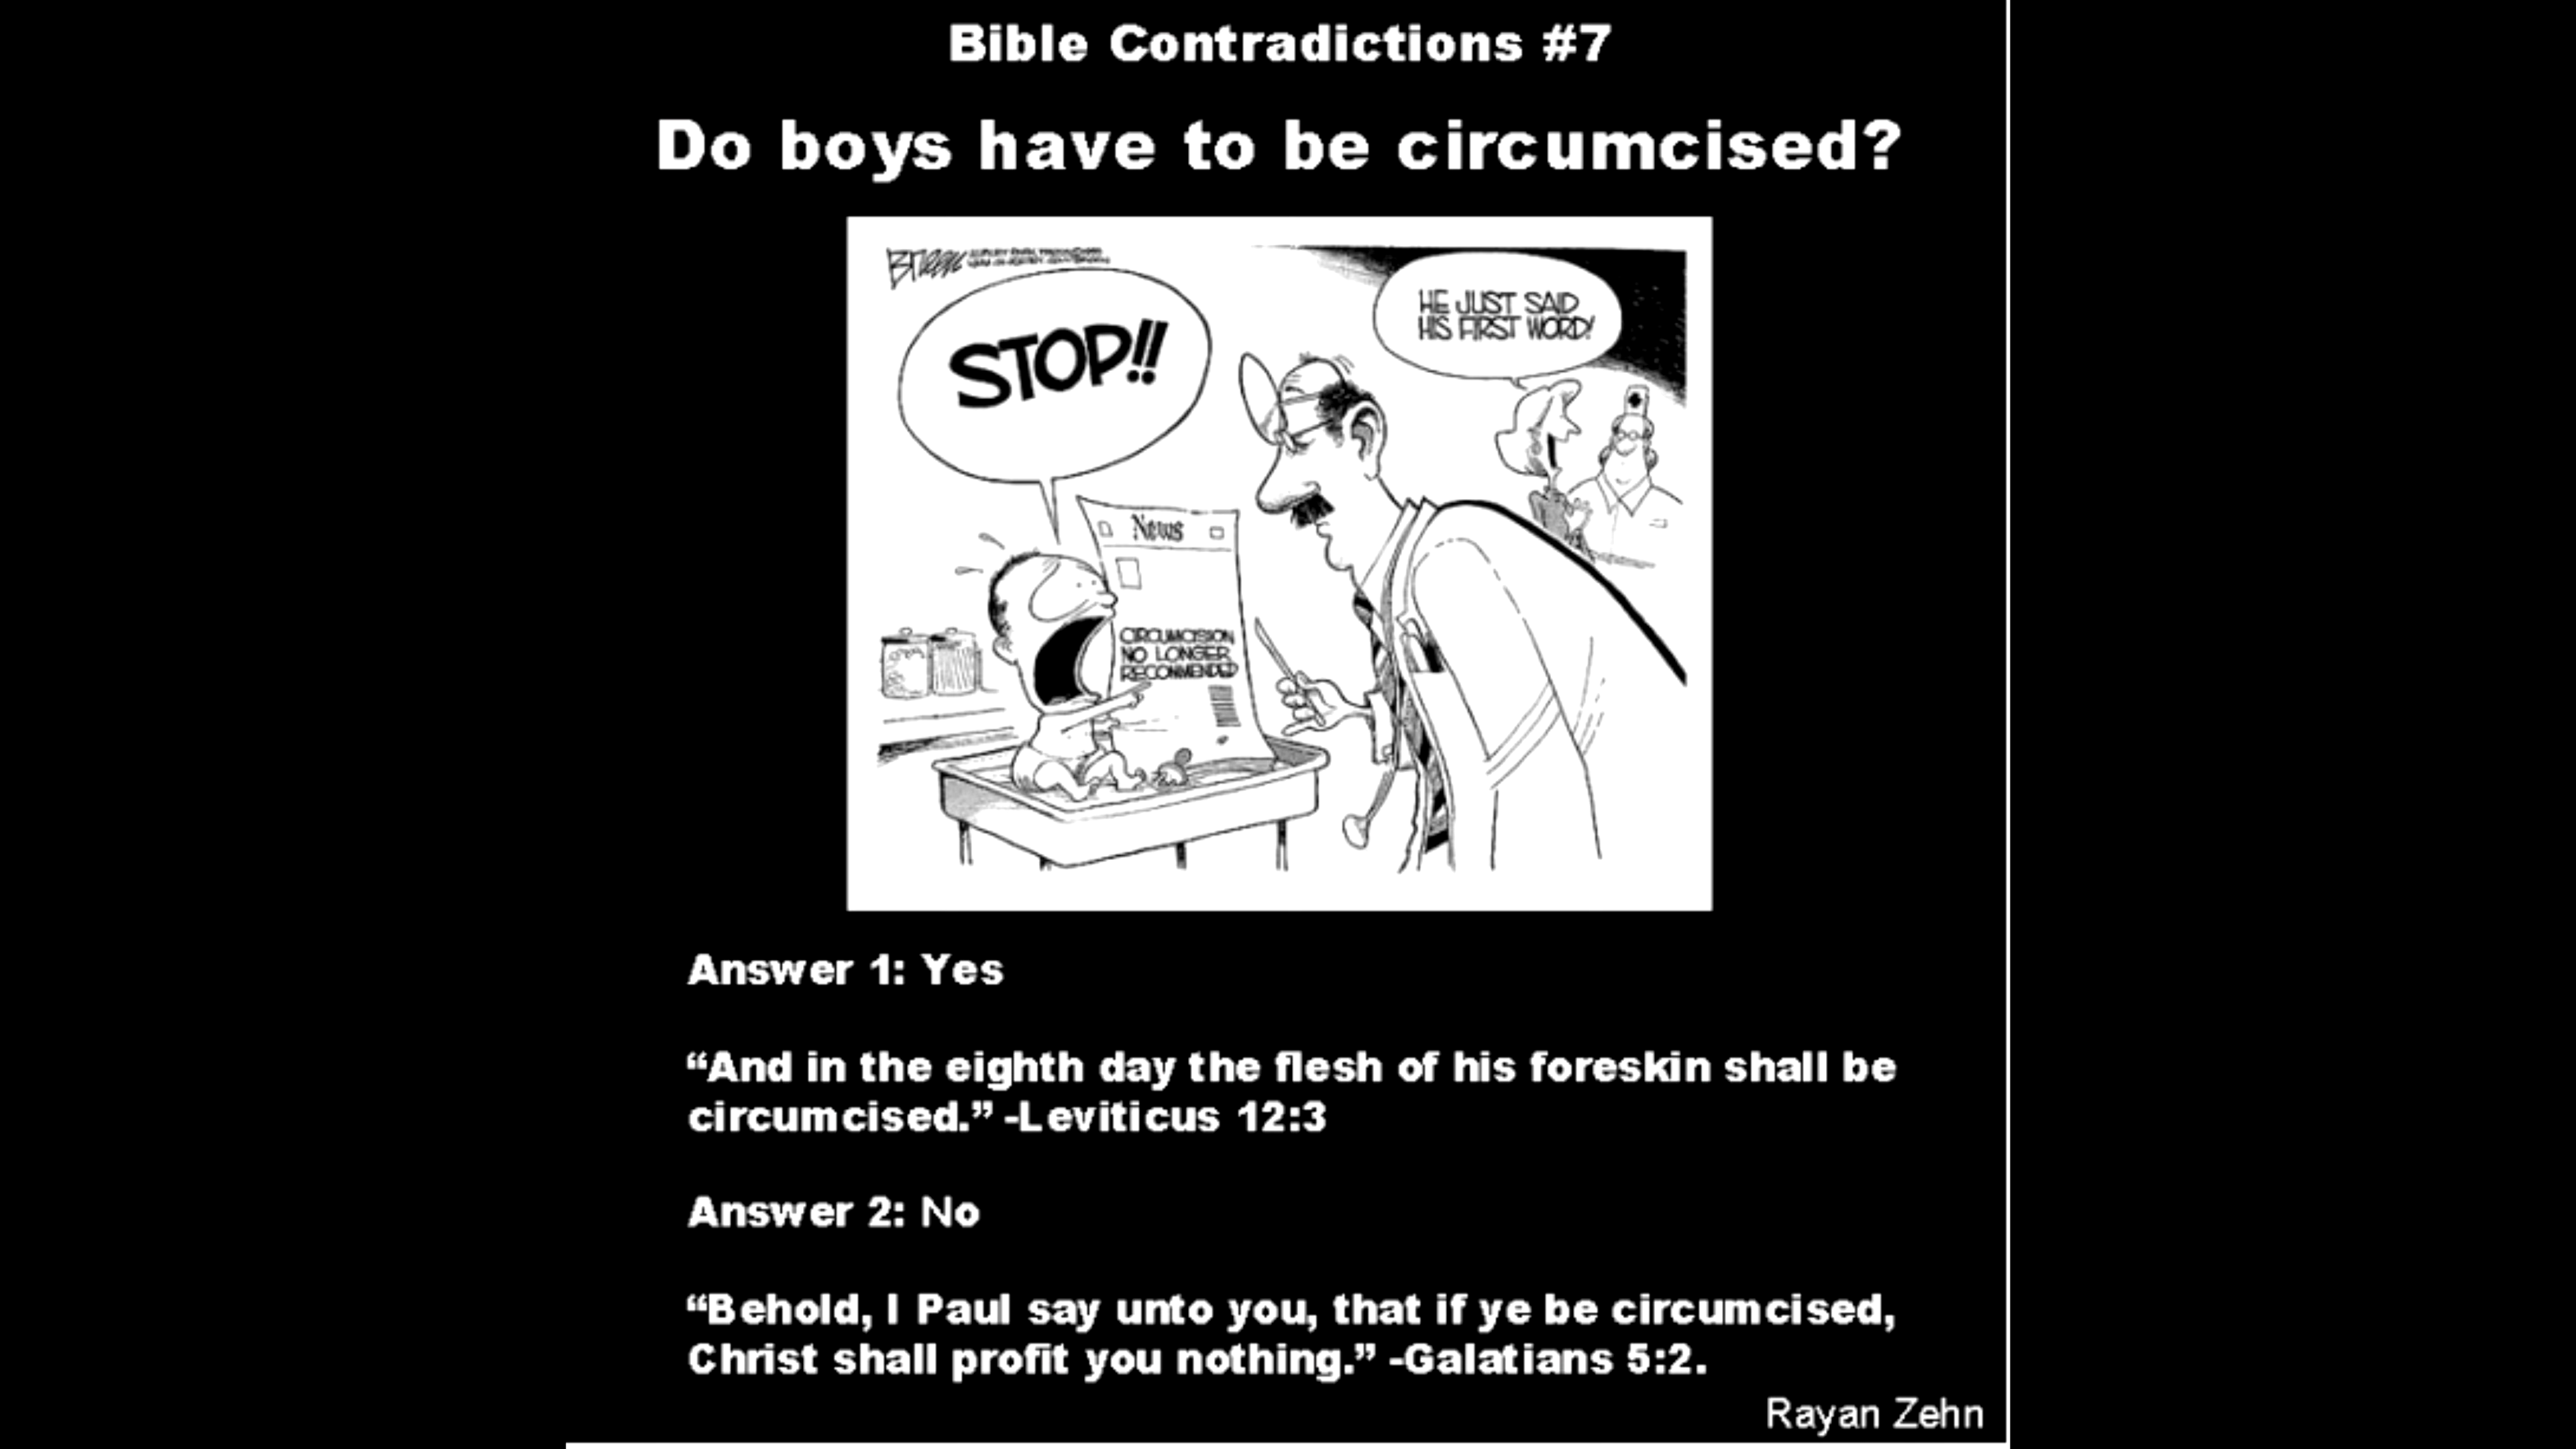 Bible Contradictions #7
Do boys have to be circumcised?
STOP!!
HE JUST SAID
HIS FIRST WORD!
News
CIRCUMCISION
NO LONGER
RECOMMENDED
Answer 1: Yes
“And in the eighth day the flesh of his foreskin shall be
circumcised.” -Leviticus 12:3
Answer 2: No
“Behold, I Paul say unto you, that if ye be circumcised,
Christ shall profit you nothing.” -Galatians 5:2.
Rayan Zehn